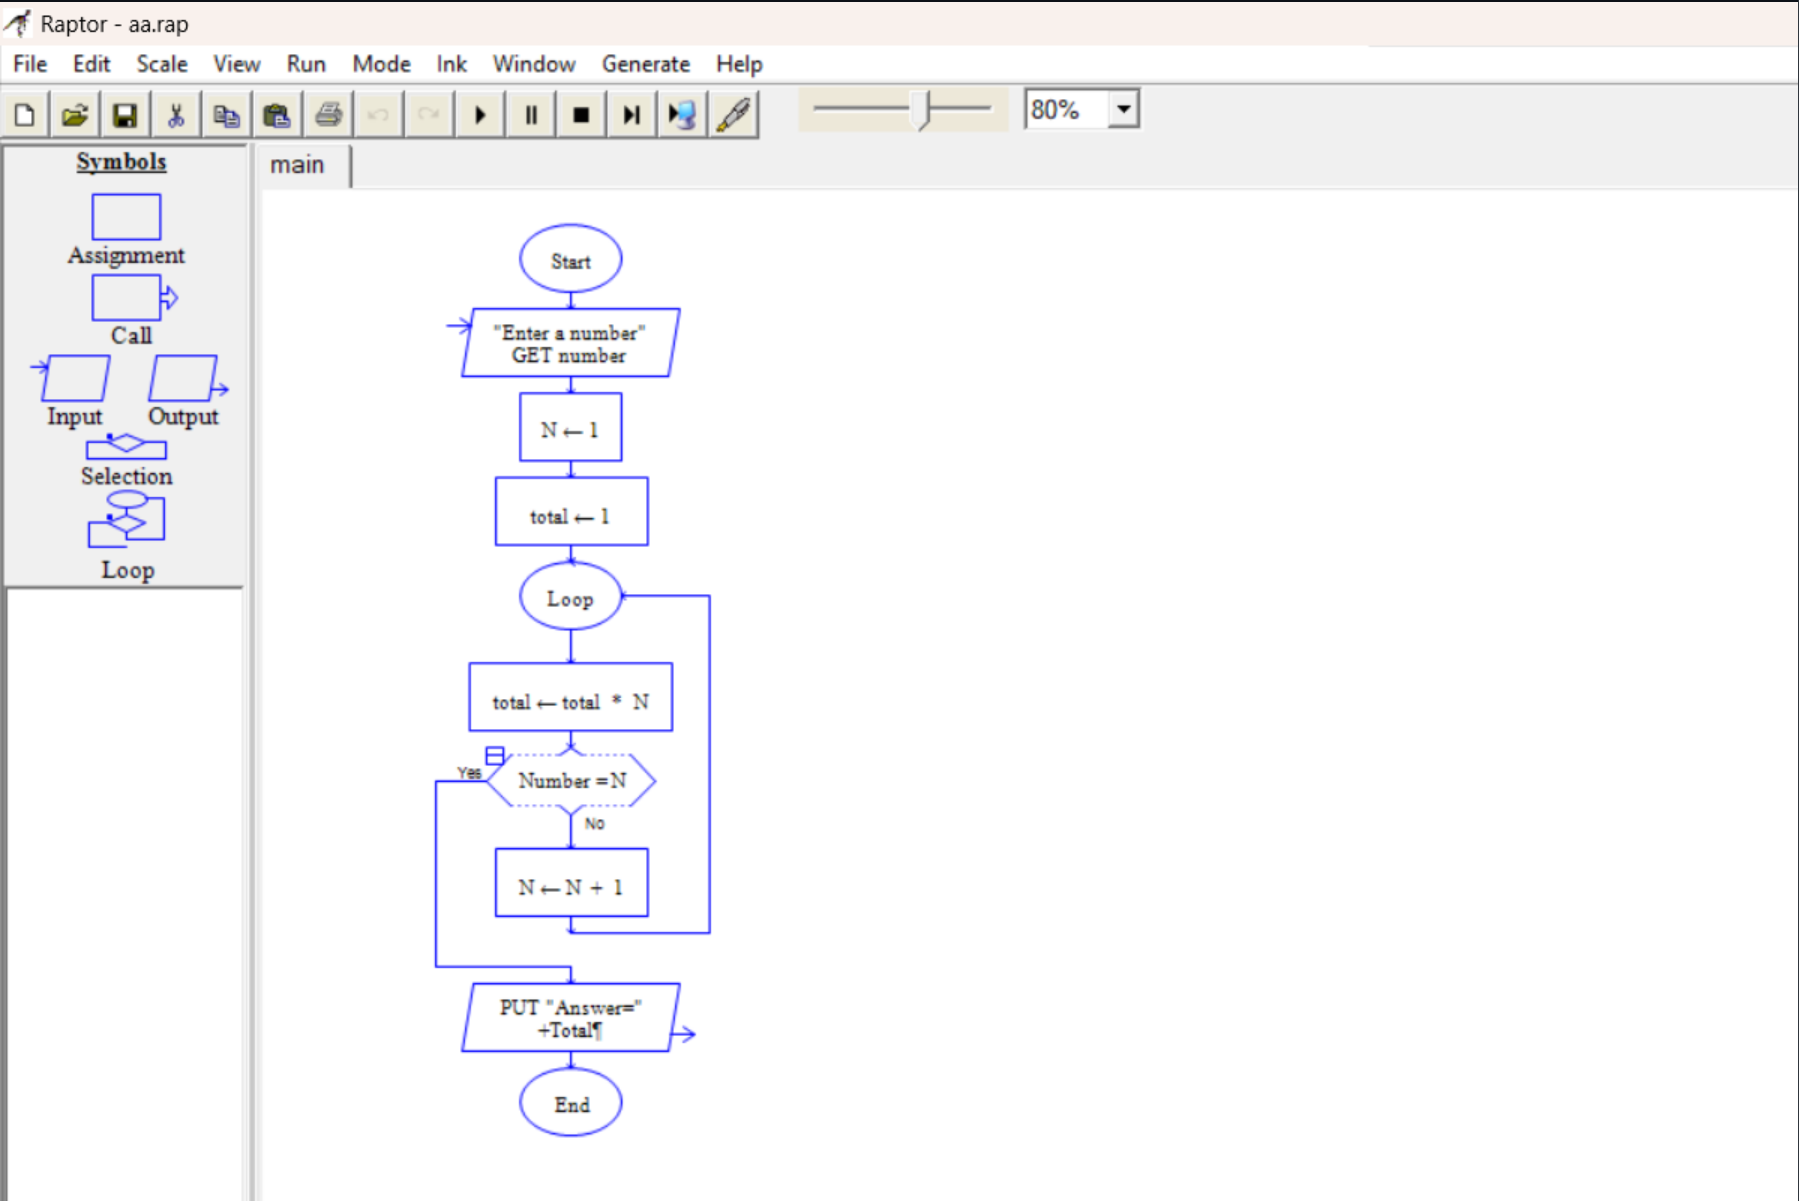 Raptor - aa.rap
File Edit Scale View Run Mode Ink Window Generate Help
80%
Symbols
Assignment
Call
Input Output
Selection
Loop
main
Start
"Enter a number"
GET number
N ← 1
total ← 1
Loop
total ← total * N
Yes
Number =N
No
N ← N + 1
PUT "Answer="
+Total¶
End